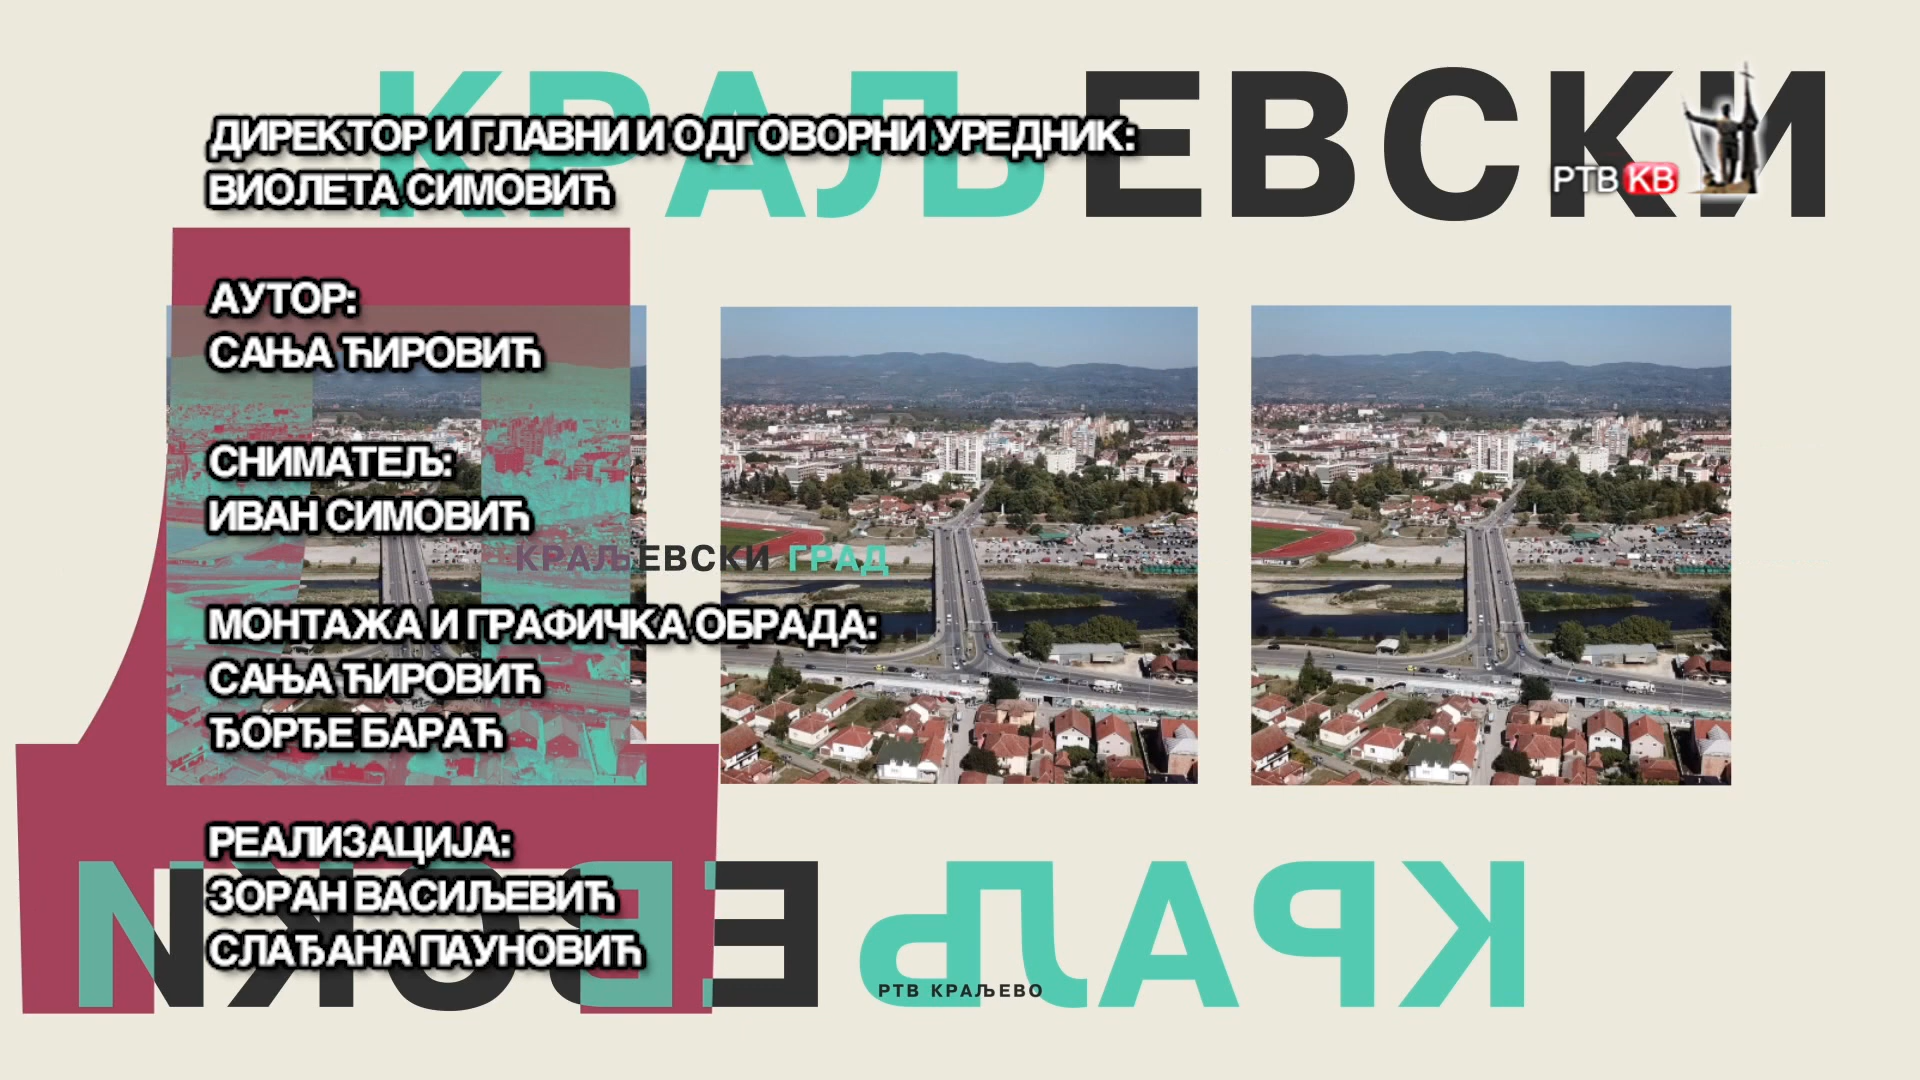 КРАЉЕВСКИ
ДИРЕКТОР И ГЛАВНИ И ОДГОВОРНИ УРЕДНИК:
ВИОЛЕТА СИМОВИЋ
РТВ КВ
АУТОР:
САЊА ЋИРОВИЋ
СНИМАТЕЉ:
ИВАН СИМОВИЋ
КРАЉЕВСКИ ГРАД
МОНТАЖА И ГРАФИЧКА ОБРАДА:
САЊА ЋИРОВИЋ
ЂОРЂЕ БАРАЋ
РЕАЛИЗАЦИЈА:
ЗОРАН ВАСИЉЕВИЋ
СЛАЂАНА ПАУНОВИЋ
КРАЉЕВСКИ
РТВ КРАЉЕВО